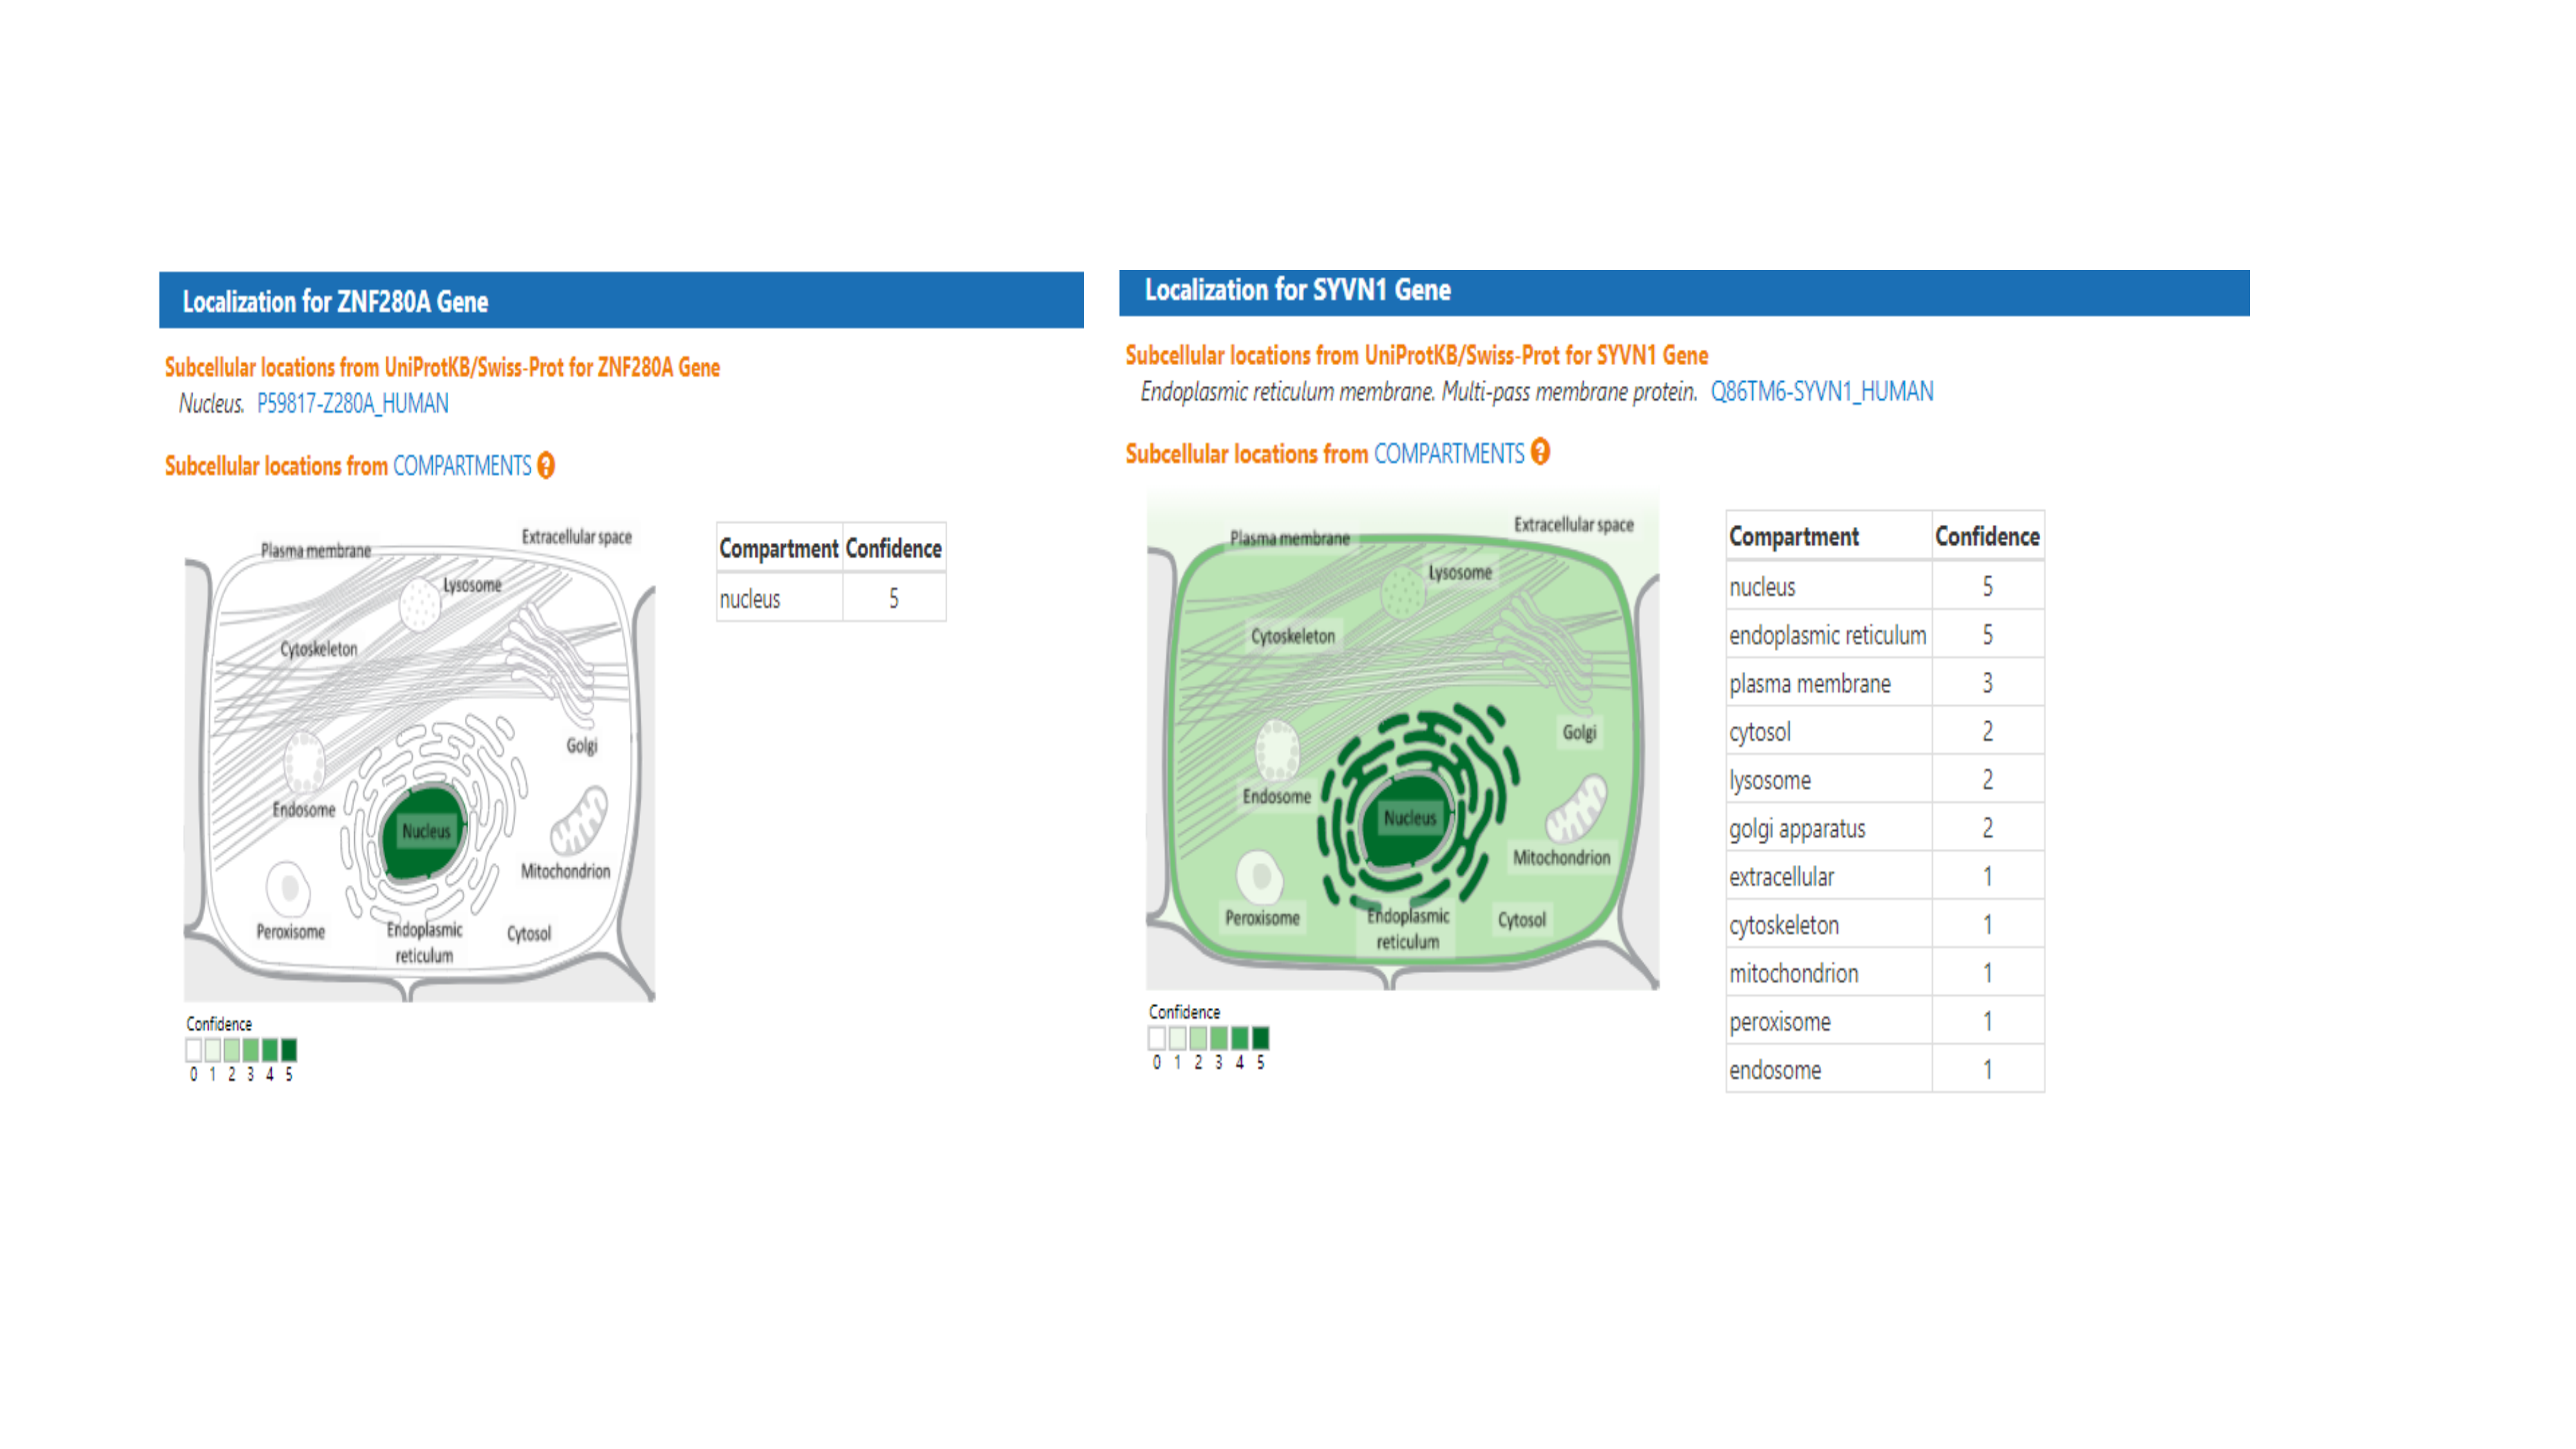 Localization for ZNF280A Gene
Subcellular locations from UniProtKB/Swiss-Prot for ZNF280A Gene
Nucleus. P59817-Z280A_HUMAN
Subcellular locations from COMPARTMENTS ?
Plasma membrane
Extracellular space
Lysosome
Cytoskeleton
Golgi
Endosome
Nucleus
Mitochondrion
Peroxisome
Endoplasmic
reticulum
Cytosol
Confidence
0 1 2 3 4 5
Compartment Confidence
nucleus 5
Localization for SYVN1 Gene
Subcellular locations from UniProtKB/Swiss-Prot for SYVN1 Gene
Endoplasmic reticulum membrane. Multi-pass membrane protein. Q86TM6-SYVN1_HUMAN
Subcellular locations from COMPARTMENTS ?
Plasma membrane
Extracellular space
Lysosome
Cytoskeleton
Golgi
Endosome
Nucleus
Mitochondrion
Peroxisome
Endoplasmic
reticulum
Cytosol
Confidence
0 1 2 3 4 5
Compartment Confidence
nucleus 5
endoplasmic reticulum 5
plasma membrane 3
cytosol 2
lysosome 2
golgi apparatus 2
extracellular 1
cytoskeleton 1
mitochondrion 1
peroxisome 1
endosome 1